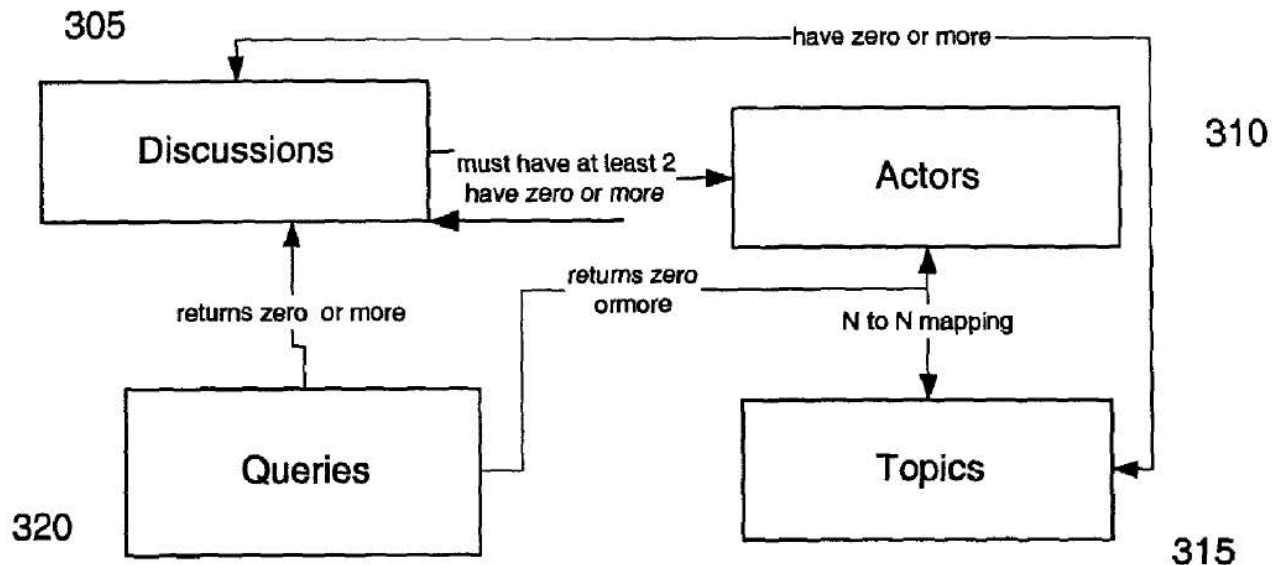 305
have zero or more
310
Discussions
must have at least 2
have zero or more
Actors
returns zero
ormore
returns zero or more
N to N mapping
Queries
Topics
320
315